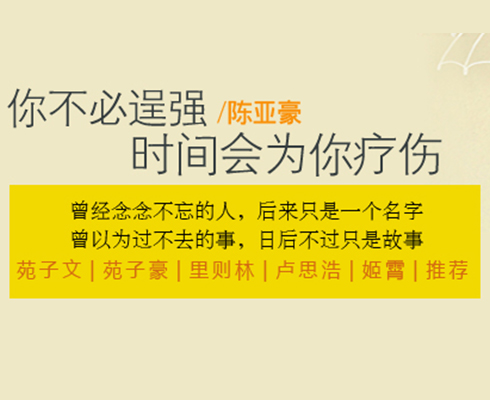 你不必逞强 /陈亚豪
时间会为你疗伤
曾经念念不忘的人，后来只是一个名字
曾以为过不去的事，日后不过只是故事
苑子文|苑子豪|里则林|卢思浩|姬霄|推荐